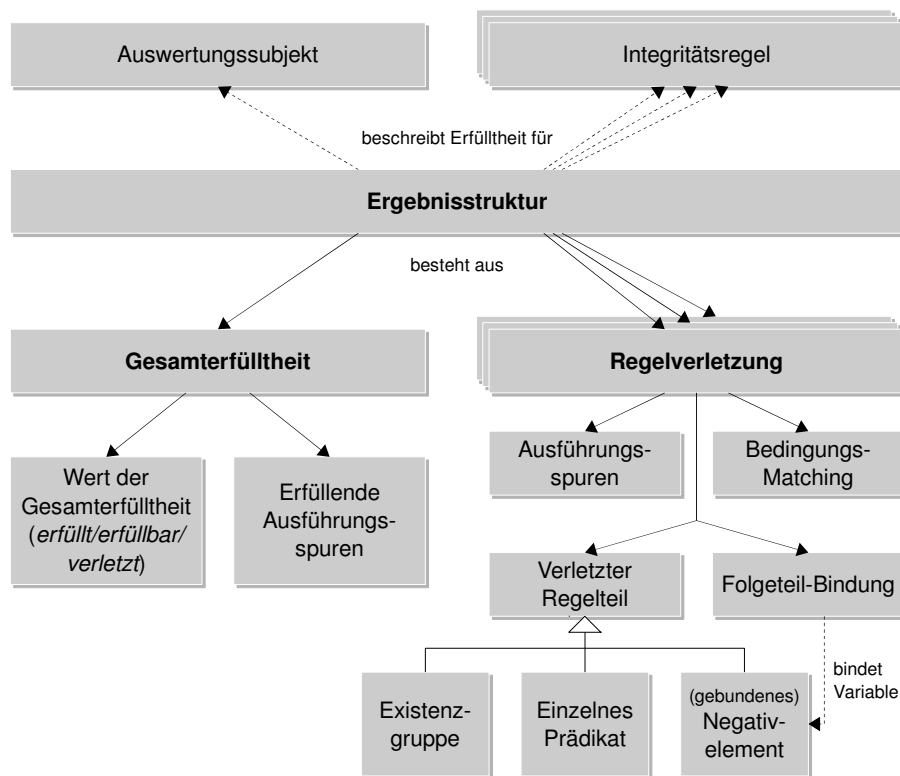 Auswertungssubjekt
Integritätsregel
beschreibt Erfülltheit für
Ergebnisstruktur
besteht aus
Gesamterfülltheit
Regelverletzung
Wert der
Gesamterfülltheit
(erfüllt/erfüllbar/
verletzt)
Erfüllende
Ausführungs-
spuren
Ausführungs-
spuren
Bedingungs-
Matching
Verletzter
Regelteil
Folgeteil-Bindung
bindet
Variable
Existenz-
gruppe
Einzelnes
Prädikat
(gebundenes)
Negativ-
element